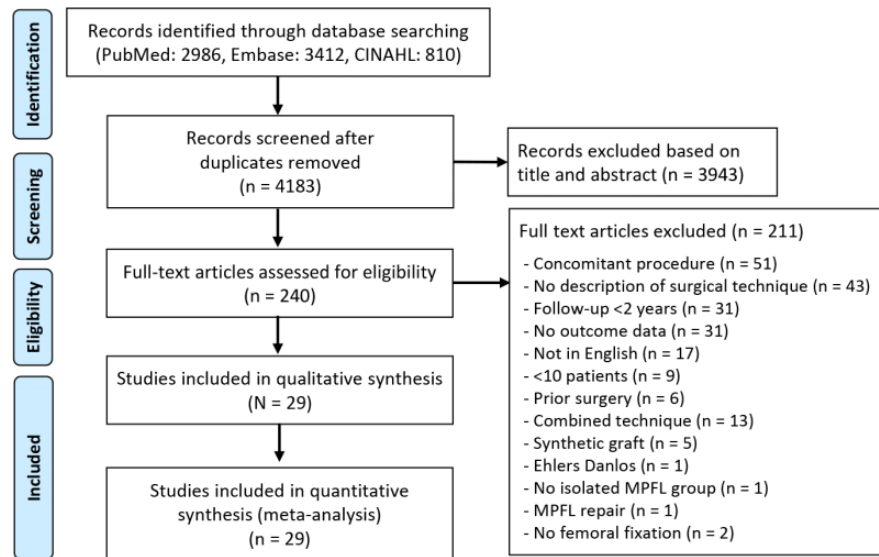 Identification
Records identified through database searching
(PubMed: 2986, Embase: 3412, CINAHL: 810)
Records screened after
duplicates removed
(n = 4183)
Records excluded based on
title and abstract (n = 3943)
Screening
Full-text articles assessed for eligibility
(n = 240)
Full text articles excluded (n = 211)
- Concomitant procedure (n = 51)
- No description of surgical technique (n = 43)
- Follow-up <2 years (n = 31)
- No outcome data (n = 31)
- Not in English (n = 17)
- <10 patients (n = 9)
- Prior surgery (n = 6)
- Combined technique (n = 13)
- Synthetic graft (n = 5)
- Ehlers Danlos (n = 1)
- No isolated MPFL group (n = 1)
- MPFL repair (n = 1)
- No femoral fixation (n = 2)
Eligibility
Studies included in qualitative synthesis
(N = 29)
Included
Studies included in quantitative
synthesis (meta-analysis)
(n = 29)